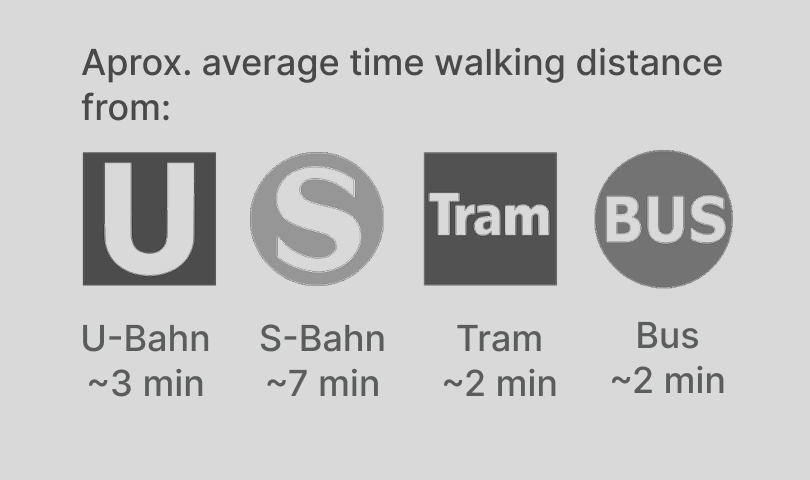 Aprox. average time walking distance
from:
U S Tram BUS
U-Bahn S-Bahn Tram Bus
~3 min ~7 min ~2 min ~2 min